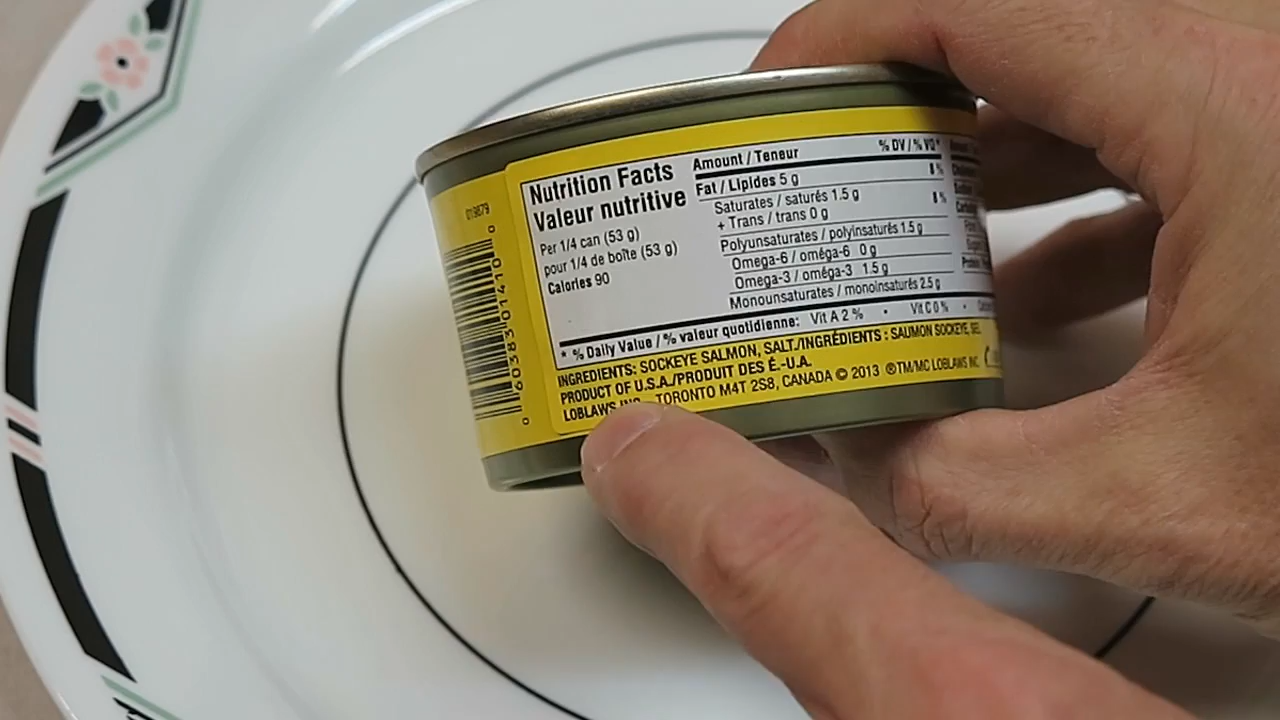 019879
0 60383 01410 0
Nutrition Facts
Valeur nutritive
Per 1/4 can (53 g)
pour 1/4 de boîte (53 g)
Calories 90
Amount / Teneur % DV / % VQ*
Fat / Lipides 5 g 8 %
Saturates / saturés 1.5 g
+ Trans / trans 0 g 8 %
Polyunsaturates / polyinsaturés 1.5 g
Omega-6 / oméga-6 0 g
Omega-3 / oméga-3 1.5 g
Monounsaturates / monoinsaturés 2.5 g
* % Daily Value / % valeur quotidienne: Vit A 2 % • Vit C 0 % •
INGREDIENTS: SOCKEYE SALMON, SALT./INGRÉDIENTS : SAUMON SOCKEYE, SEL.
PRODUCT OF U.S.A./PRODUIT DES É.-U.A.
LOBLAWS INC., TORONTO M4T 2S8, CANADA © 2013 ®TM/MC LOBLAWS INC.